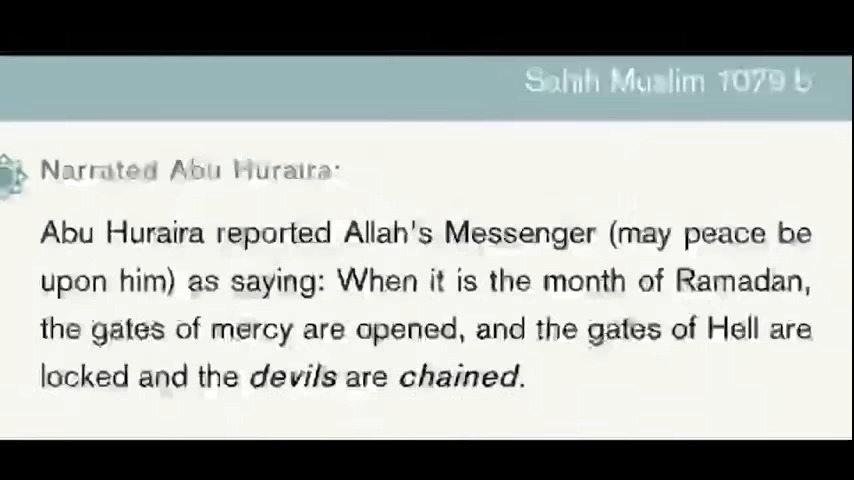 Sahih Muslim 1079 b
Narrated Abu Huraira:
Abu Huraira reported Allah's Messenger (may peace be
upon him) as saying: When it is the month of Ramadan,
the gates of mercy are opened, and the gates of Hell are
locked and the devils are chained.